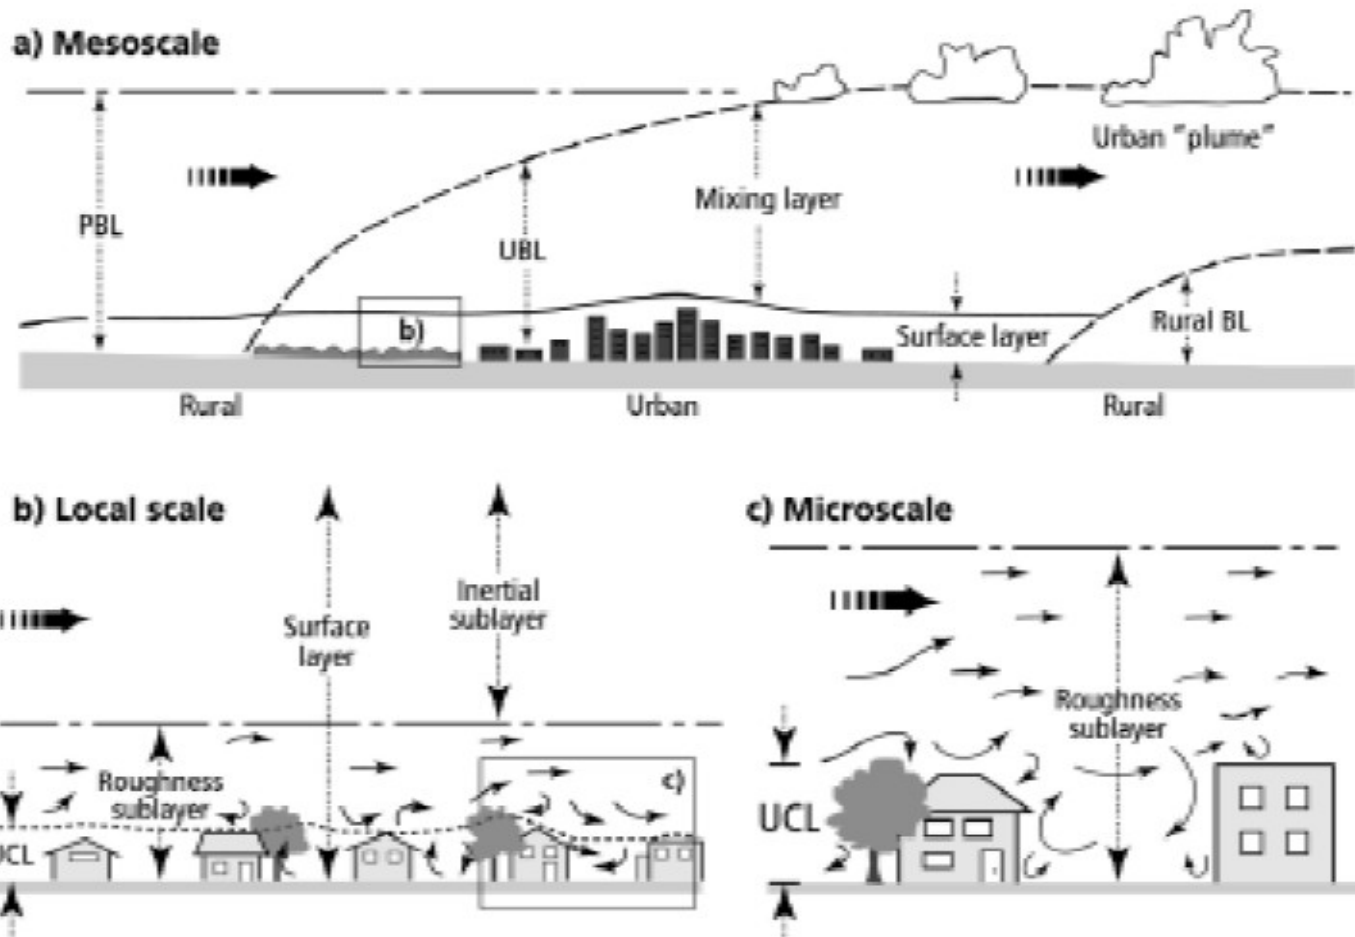 a) Mesoscale
Urban "plume"
Mixing layer
PBL
UBL
b)
Surface layer
Rural BL
Rural
Urban
Rural
b) Local scale
Inertial
sublayer
Surface
layer
Roughness
sublayer
c)
c) Microscale
Roughness
sublayer
UCL